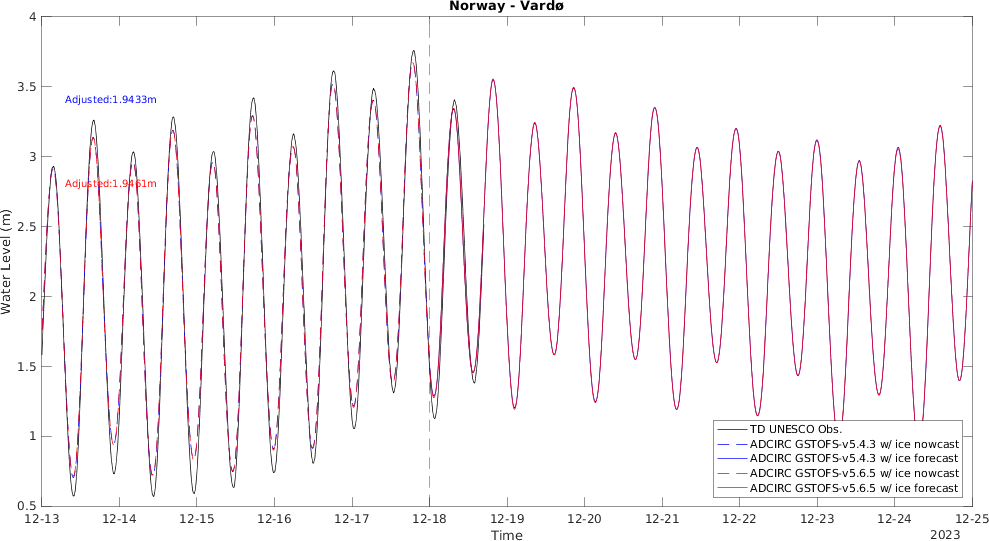 Norway - Vardø
4
3.5
3
2.5
2
1.5
1
0.5
Water Level (m)
Adjusted:1.9433m
Adjusted:1.9461m
TD UNESCO Obs.
ADCIRC GSTOFS-v5.4.3 w/ ice nowcast
ADCIRC GSTOFS-v5.4.3 w/ ice forecast
ADCIRC GSTOFS-v5.6.5 w/ ice nowcast
ADCIRC GSTOFS-v5.6.5 w/ ice forecast
12-13 12-14 12-15 12-16 12-17 12-18 12-19 12-20 12-21 12-22 12-23 12-24 12-25
Time
2023